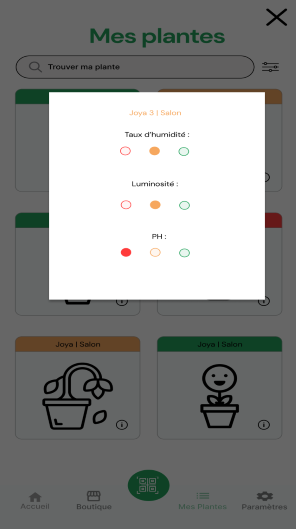 Mes plantes
Trouver ma plante
Joya 3 | Salon
Taux d'humidité :
Luminosité :
PH :
Joya | Salon
Joya | Salon
Accueil
Boutique
Mes Plantes
Paramètres